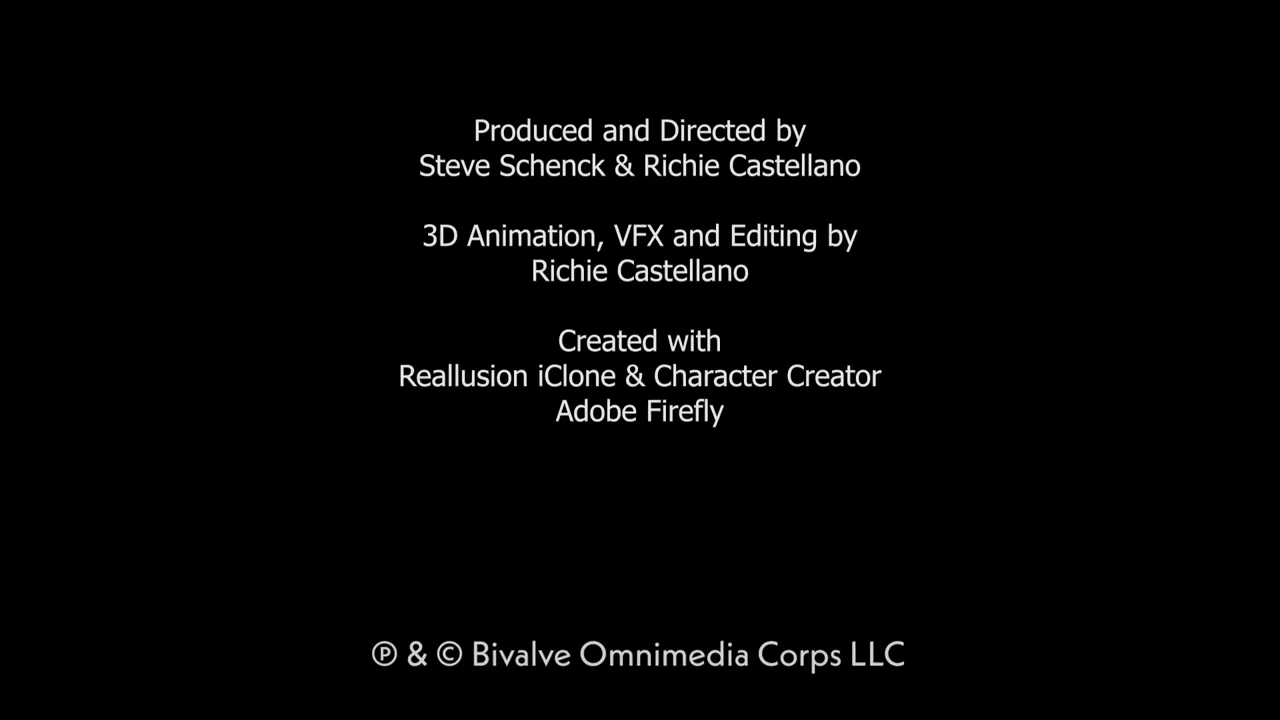 Produced and Directed by
Steve Schenck & Richie Castellano
3D Animation, VFX and Editing by
Richie Castellano
Created with
Reallusion iClone & Character Creator
Adobe Firefly
℗ & © Bivalve Omnimedia Corps LLC